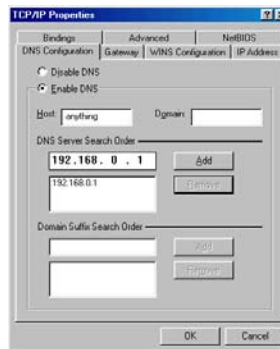 TCP/IP Properties
Bindings Advanced NetBIOS
DNS Configuration Gateway WINS Configuration IP Address
Disable DNS
Enable DNS
Host: anything Domain:
DNS Server Search Order
192.168. 0 . 1 Add
192.168.0.1 Remove
Domain Suffix Search Order
Add
Remove
OK Cancel